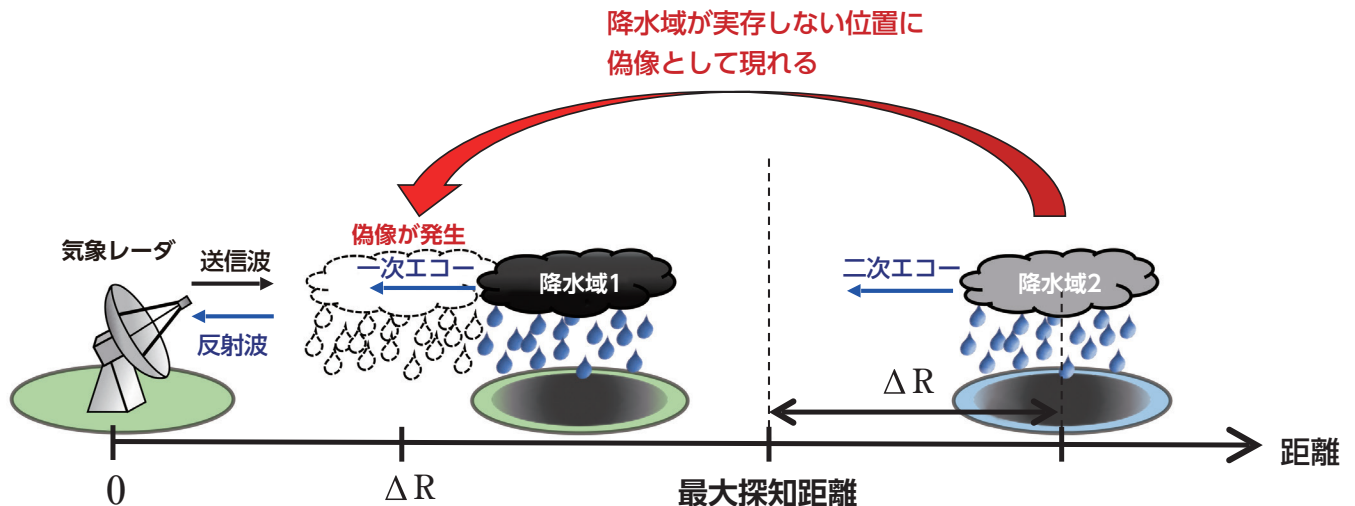 降水域が実存しない位置に
偽像として現れる
気象レーダ
送信波
反射波
偽像が発生
一次エコー
降水域1
二次エコー
降水域2
ΔR
0
ΔR
最大探知距離
距離